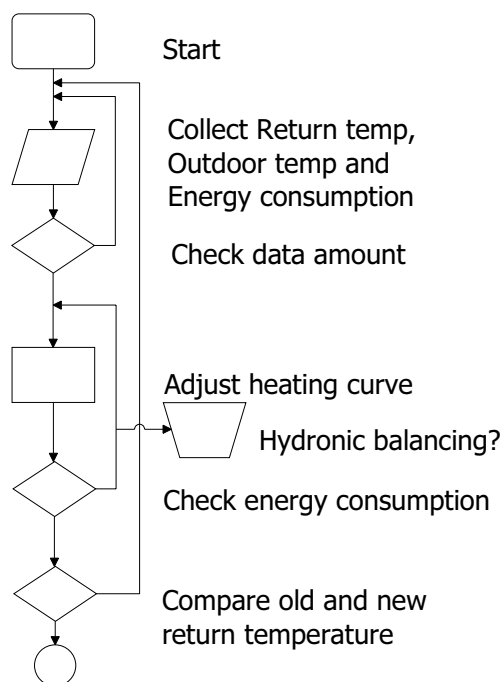 Start
Collect Return temp,
Outdoor temp and
Energy consumption
Check data amount
Adjust heating curve
Hydronic balancing?
Check energy consumption
Compare old and new
return temperature